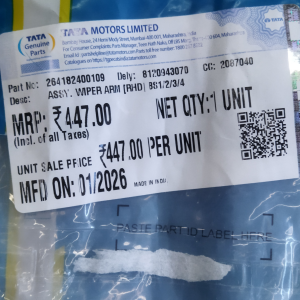 TATA
Genuine
Parts
TATA MOTORS LIMITED
Part No: 264182400109 Dely: 8120943070 CC: 2087040
Desc: ASSY. WIPER ARM (RHD) BS1/2/3/4
MRP: ₹447.00 NET QTY:1 UNIT
(Incl. of all Taxes)
UNIT SALE PRICE ₹447.00 PER UNIT
MFD ON: 01/2026 MADE IN INDIA
PASTE PART ID LABEL HERE